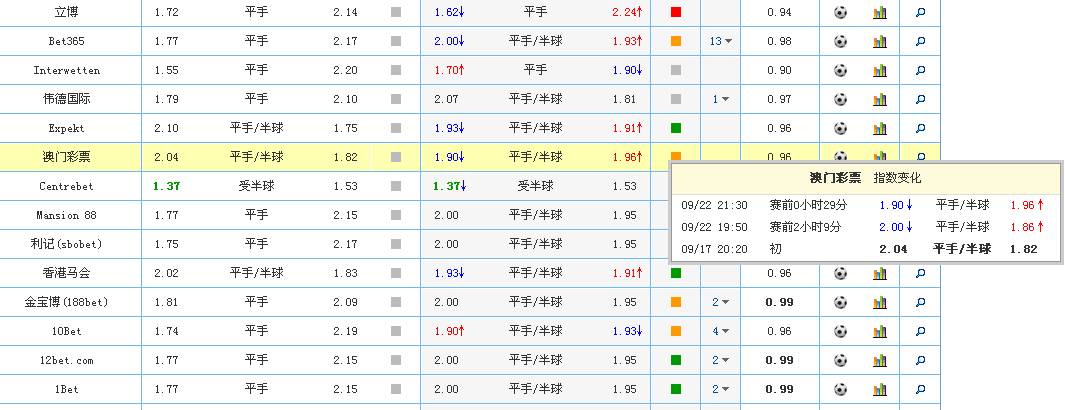 立博 1.72 平手 2.14 1.62↓ 平手 2.24↑ 0.94
Bet365 1.77 平手 2.17 2.00↓ 平手/半球 1.93↑ 13 0.98
Interwetten 1.55 平手 2.20 1.70↑ 平手 1.90↓ 0.90
伟德国际 1.79 平手 2.10 2.07 平手/半球 1.81 1 0.97
Expekt 2.10 平手/半球 1.75 1.93↓ 平手/半球 1.91↑ 0.96
澳门彩票 2.04 平手/半球 1.82 1.90↓ 平手/半球 1.96↑ 0.96
Centrebet 1.37 受半球 1.53 1.37↓ 受半球 1.53
Mansion 88 1.77 平手 2.15 2.00 平手/半球 1.95
利记(sbobet) 1.75 平手 2.17 2.00 平手/半球 1.95
香港马会 2.02 平手/半球 1.83 1.93↓ 平手/半球 1.91↑ 0.96
金宝博(188bet) 1.81 平手 2.09 2.00 平手/半球 1.95 2 0.99
10Bet 1.74 平手 2.19 1.90↑ 平手/半球 1.93↓ 4 0.96
12bet.com 1.77 平手 2.15 2.00 平手/半球 1.95 2 0.99
1Bet 1.77 平手 2.15 2.00 平手/半球 1.95 2 0.99
澳门彩票 指数变化
09/22 21:30 赛前0小时29分 1.90↓ 平手/半球 1.96↑
09/22 19:50 赛前2小时9分 2.00↓ 平手/半球 1.86↑
09/17 20:20 初 2.04 平手/半球 1.82